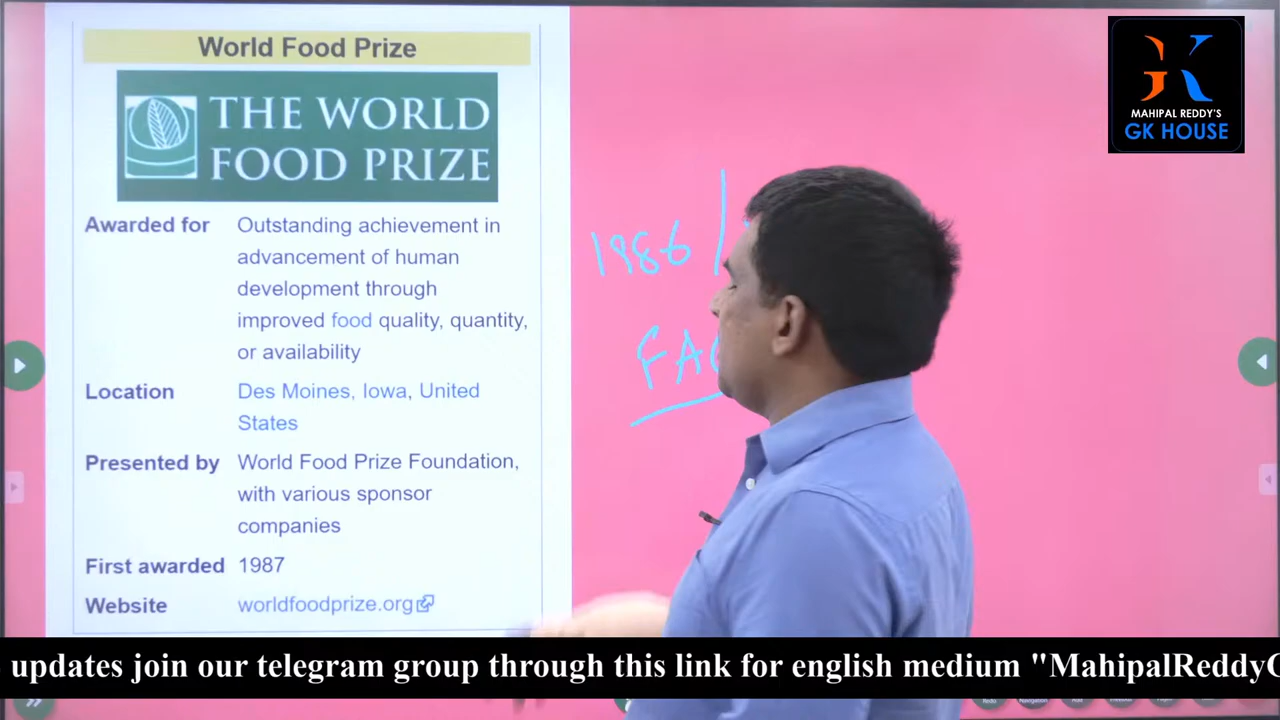 World Food Prize
THE WORLD
FOOD PRIZE
Awarded for
Outstanding achievement in
advancement of human
development through
improved food quality, quantity,
or availability
Location
Des Moines, Iowa, United
States
Presented by
World Food Prize Foundation,
with various sponsor
companies
First awarded
1987
Website
worldfoodprize.org
1986
FAO
MAHIPAL REDDY'S
GK HOUSE
updates join our telegram group through this link for english medium "MahipalReddyG